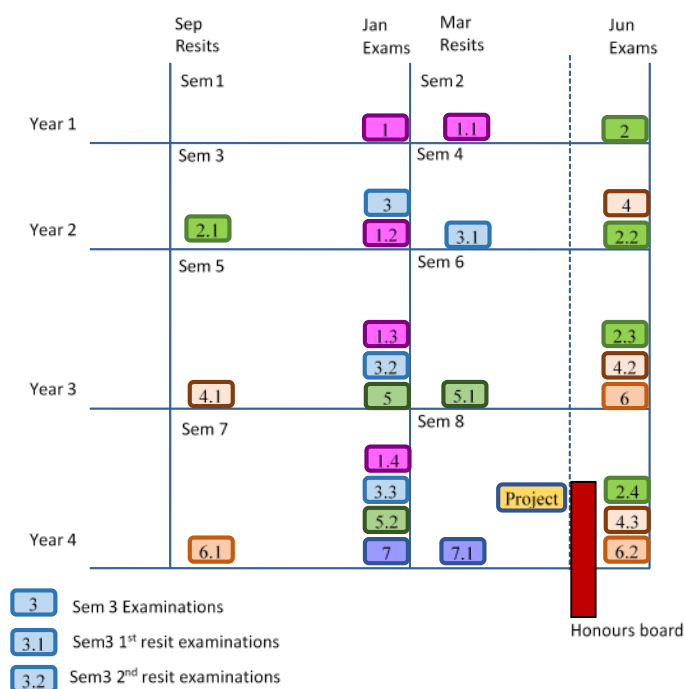 Sep
Resits
Jan
Exams
Mar
Resits
Jun
Exams
Sem 1
Sem 2
Year 1
1
1.1
2
Sem 3
Sem 4
3
4
Year 2
2.1
1.2
3.1
2.2
Sem 5
Sem 6
1.3
2.3
3.2
4.2
Year 3
4.1
5
5.1
6
Sem 7
Sem 8
1.4
3.3
Project
2.4
5.2
4.3
Year 4
6.1
7
7.1
6.2
3 Sem 3 Examinations
3.1 Sem3 1st resit examinations
3.2 Sem3 2nd resit examinations
Honours board